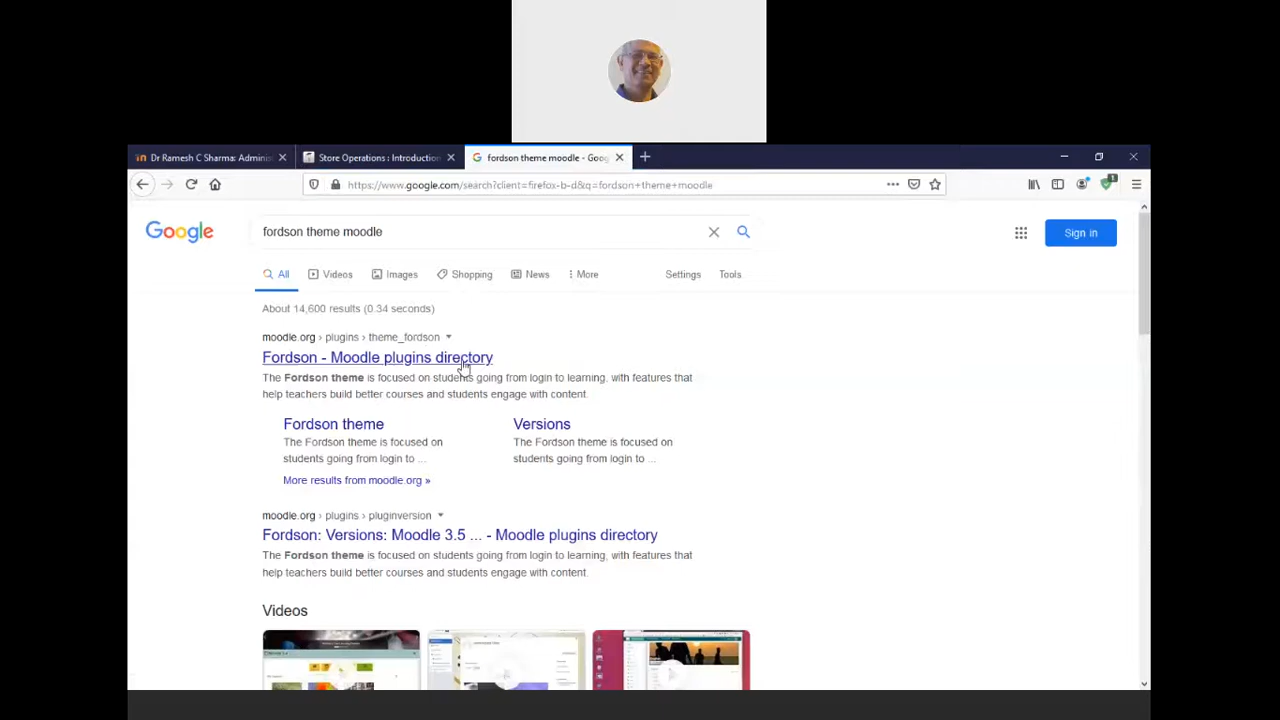 Dr Ramesh C Sharma: Adminis
Store Operations : Introduction
fordson theme moodle - Goog
https://www.google.com/search?client=firefox-b-d&q=fordson+theme+moodle
1
Google
fordson theme moodle
Sign in
All Videos Images Shopping News More Settings Tools
About 14,600 results (0.34 seconds)
moodle.org › plugins › theme_fordson
Fordson - Moodle plugins directory
The Fordson theme is focused on students going from login to learning, with features that
help teachers build better courses and students engage with content.
Fordson theme
The Fordson theme is focused on
students going from login to ...
Versions
The Fordson theme is focused on
students going from login to ...
More results from moodle.org »
moodle.org › plugins › pluginversion
Fordson: Versions: Moodle 3.5 ... - Moodle plugins directory
The Fordson theme is focused on students going from login to learning, with features that
help teachers build better courses and students engage with content.
Videos